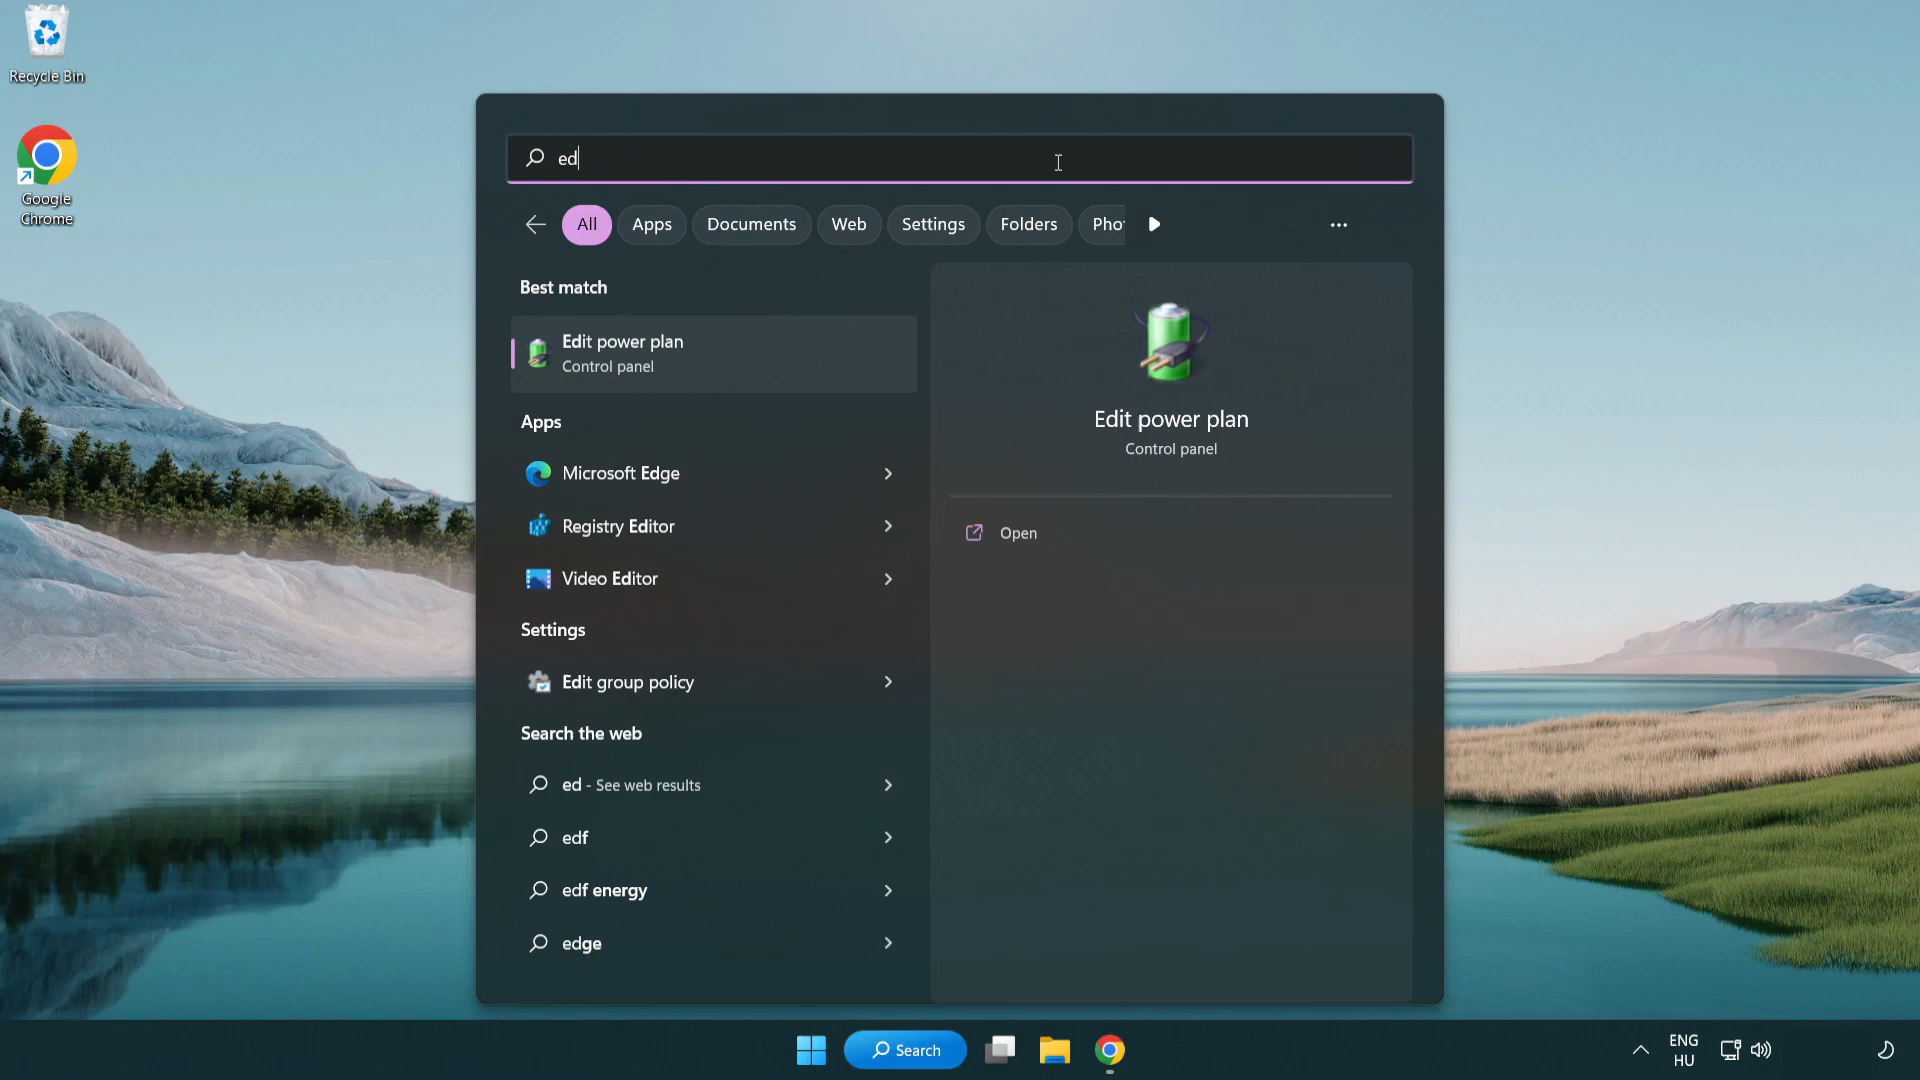 Recycle Bin
Google
Chrome
ed
All
Apps
Documents
Web
Settings
Folders
Pho
Best match
Edit power plan
Control panel
Apps
Microsoft Edge
Registry Editor
Video Editor
Settings
Edit group policy
Search the web
ed - See web results
edf
edf energy
edge
Edit power plan
Control panel
Open
Search
ENG
HU